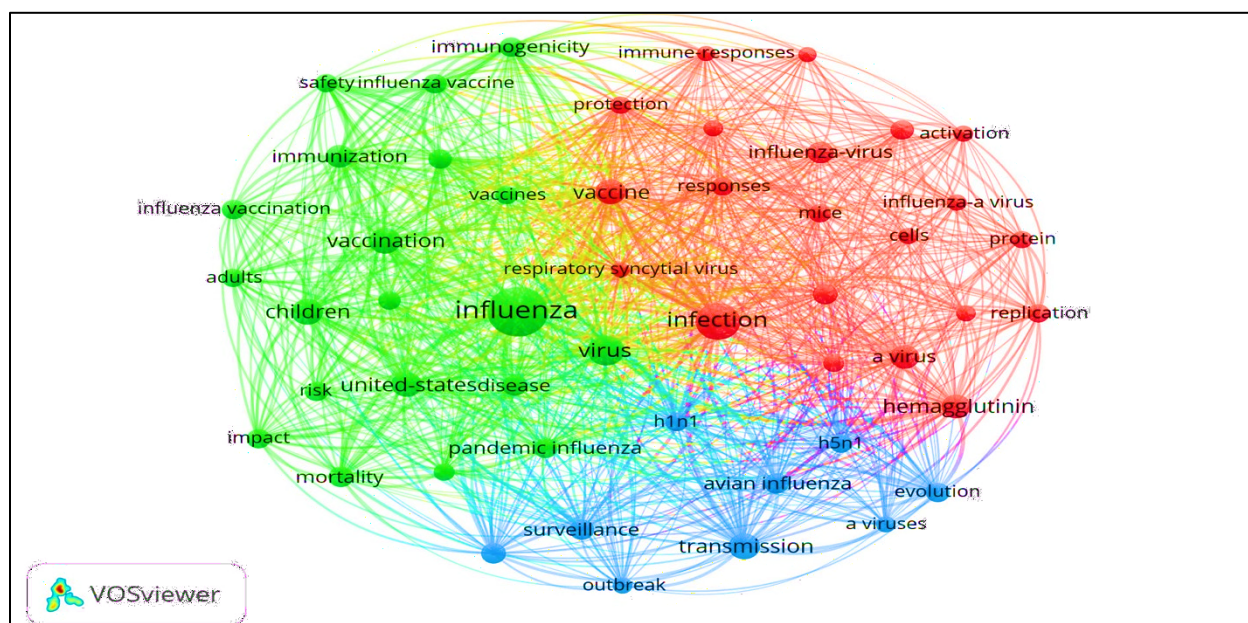 immunogenicity
immune-responses
safety
influenza vaccine
protection
activation
immunization
influenza-virus
vaccines
vaccine
responses
influenza vaccination
mice
influenza-a virus
vaccination
cells
protein
adults
respiratory syncytial virus
children
influenza
infection
replication
virus
a virus
risk
united-states
disease
hemagglutinin
h1n1
impact
pandemic influenza
h5n1
mortality
avian influenza
evolution
surveillance
a viruses
transmission
outbreak
VOSviewer